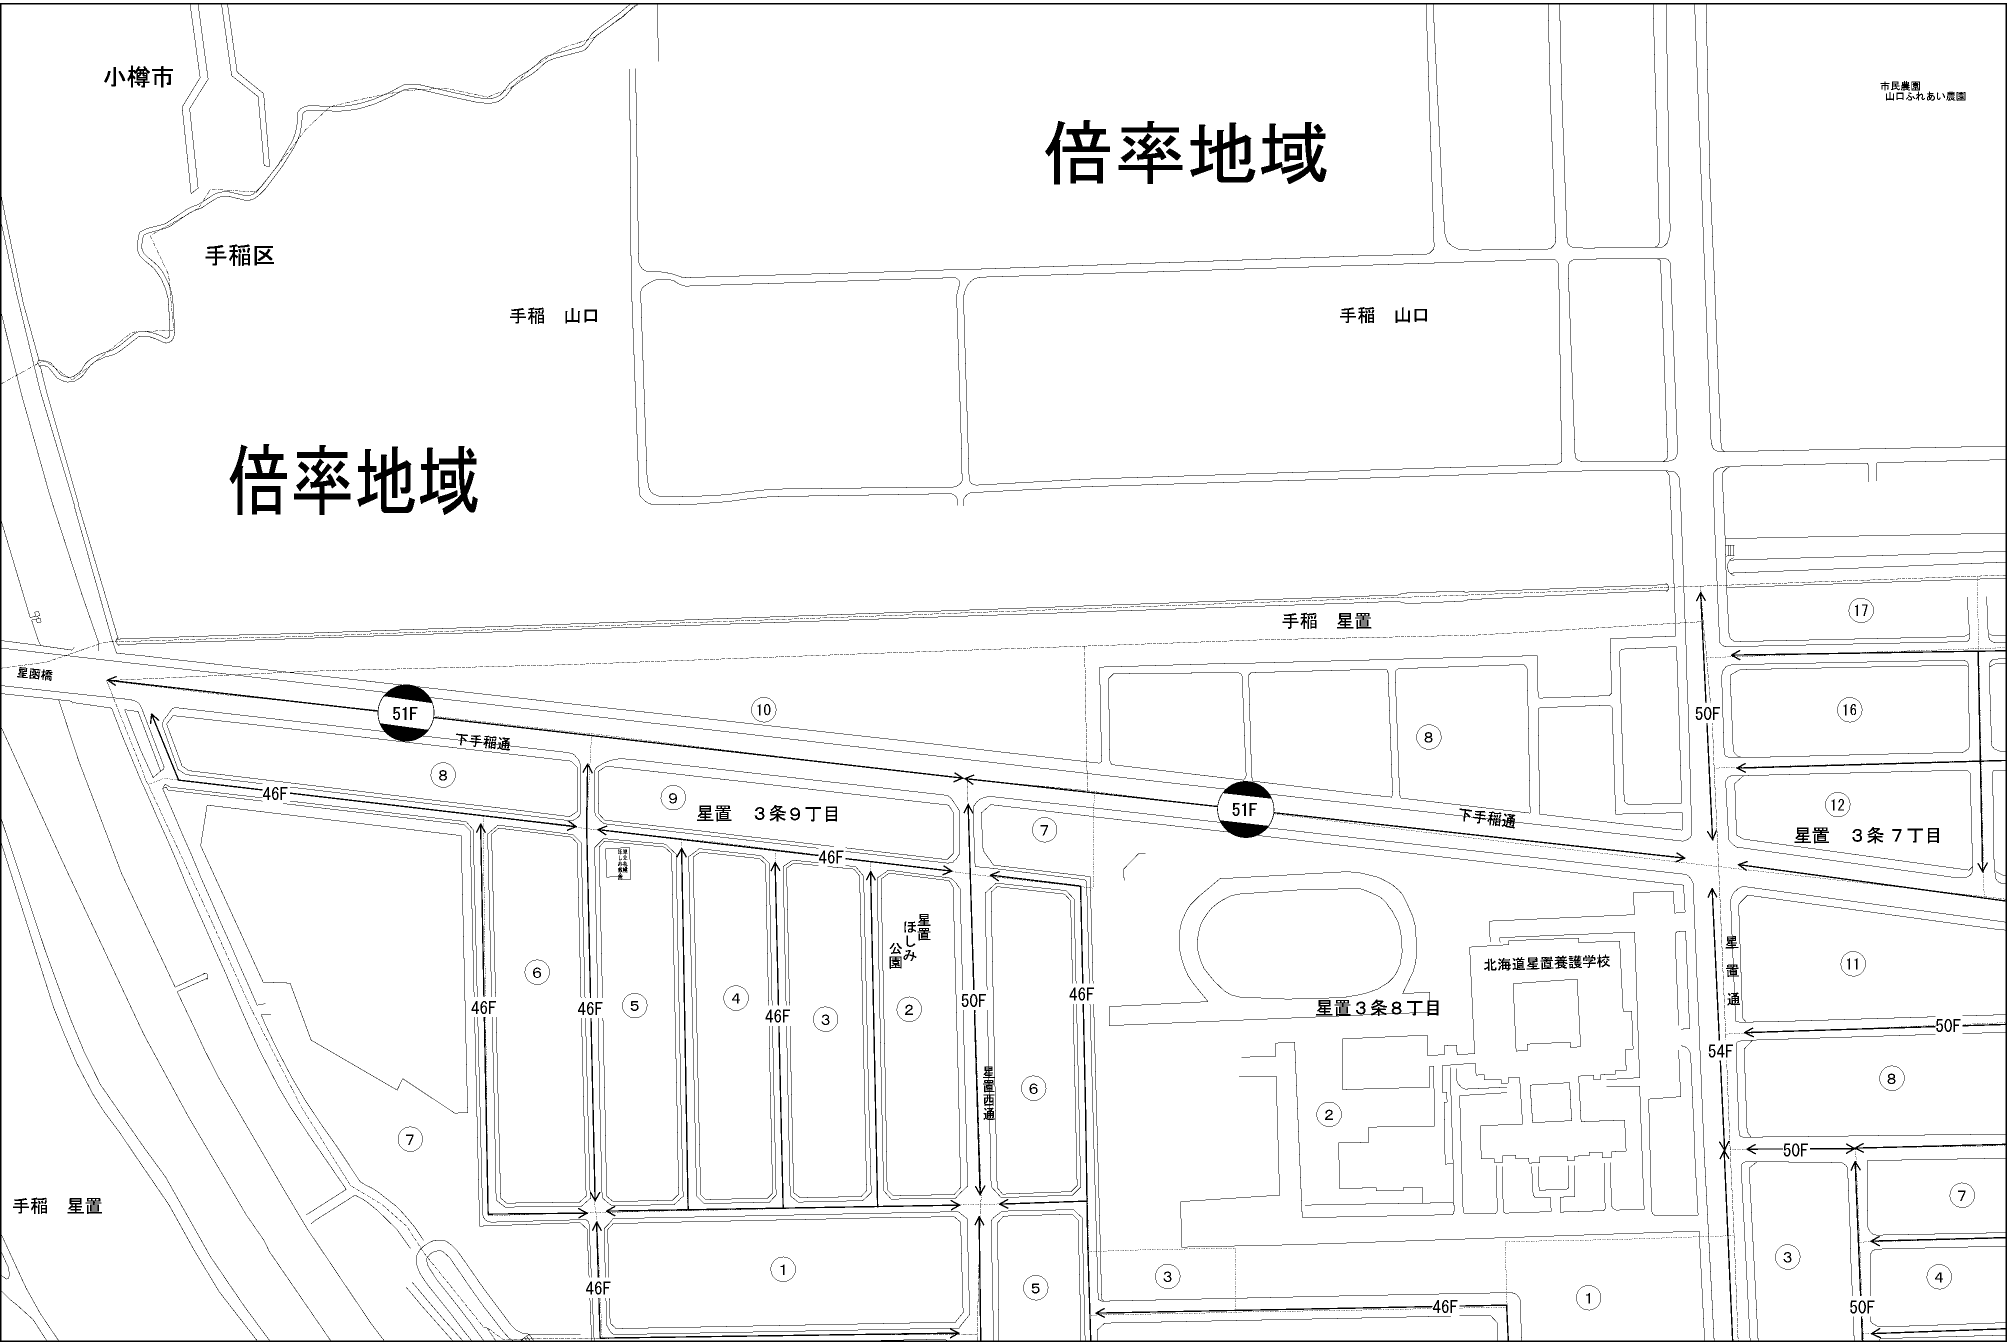 小樽市
市民農園
山口ふれあい農園
倍率地域
手稲区
手稲　山口
手稲　山口
倍率地域
手稲　星置
17
星函橋
51F
10
50F
16
下手稲通
8
8
46F
9
星置　３条９丁目
51F
12
下手稲通
7
星置　３条７丁目
46F
星置
ほしみ
公園
星置通
北海道星置養護学校
11
6
46F
46F
5
4
46F
3
2
50F
46F
星置３条８丁目
50F
54F
星置西通
6
8
2
7
50F
7
手稲　星置
3
1
46F
5
3
46F
1
4
50F